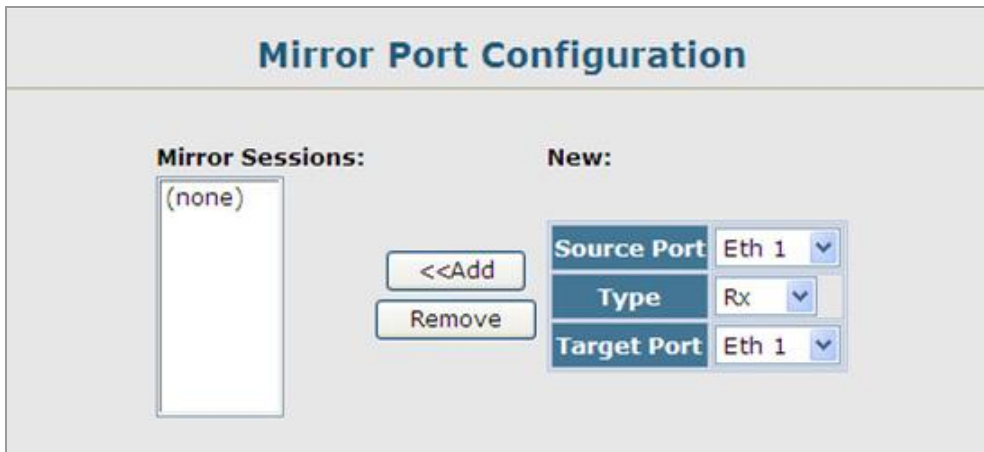 Mirror Port Configuration
Mirror Sessions:
(none)
<<Add
Remove
New:
Source Port Eth 1
Type Rx
Target Port Eth 1